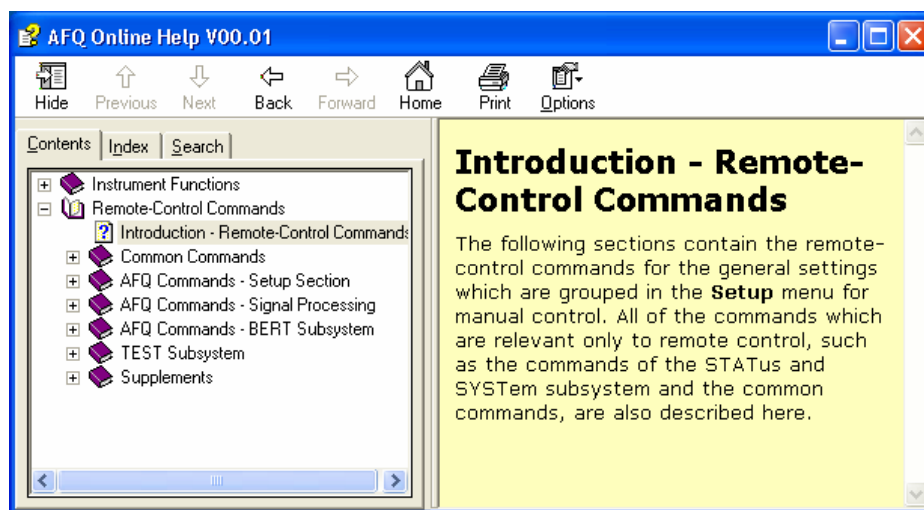 AFQ Online Help V00.01
Hide Previous Next Back Forward Home Print Options
Contents Index Search
Instrument Functions
Remote-Control Commands
Introduction - Remote-Control Commands
Common Commands
AFQ Commands - Setup Section
AFQ Commands - Signal Processing
AFQ Commands - BERT Subsystem
TEST Subsystem
Supplements
Introduction - Remote-
Control Commands
The following sections contain the remote-
control commands for the general settings
which are grouped in the Setup menu for
manual control. All of the commands which
are relevant only to remote control, such
as the commands of the STATus and
SYSTem subsystem and the common
commands, are also described here.